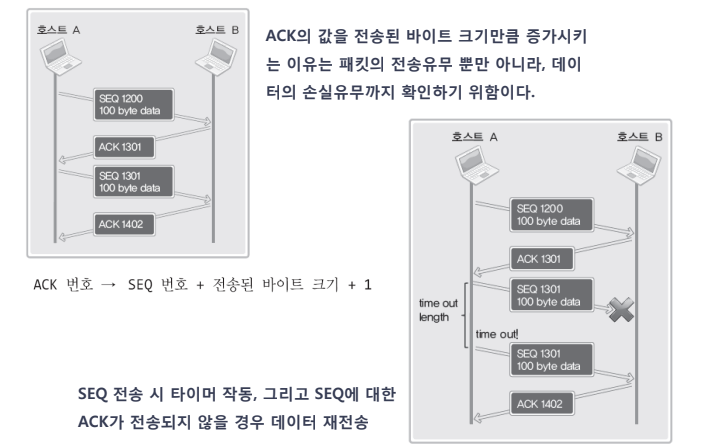 호스트 A
호스트 B
SEQ 1200
100 byte data
ACK 1301
SEQ 1301
100 byte data
ACK 1402
ACK의 값을 전송된 바이트 크기만큼 증가시키
는 이유는 패킷의 전송유무 뿐만 아니라, 데이
터의 손실유무까지 확인하기 위함이다.
ACK 번호 → SEQ 번호 + 전송된 바이트 크기 + 1
호스트 A
호스트 B
SEQ 1200
100 byte data
ACK 1301
SEQ 1301
100 byte data
time out
length
time out!
SEQ 1301
100 byte data
ACK 1402
SEQ 전송 시 타이머 작동, 그리고 SEQ에 대한
ACK가 전송되지 않을 경우 데이터 재전송